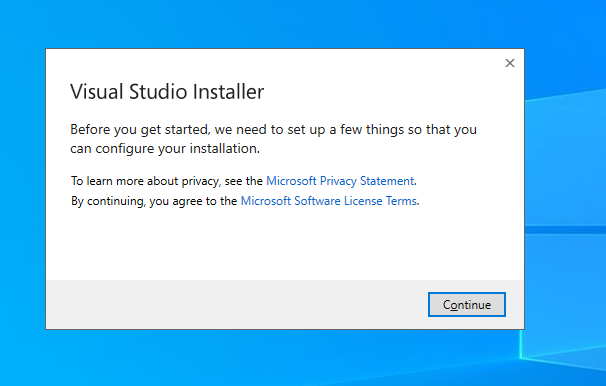 Visual Studio Installer
Before you get started, we need to set up a few things so that you
can configure your installation.
To learn more about privacy, see the Microsoft Privacy Statement.
By continuing, you agree to the Microsoft Software License Terms.
Continue